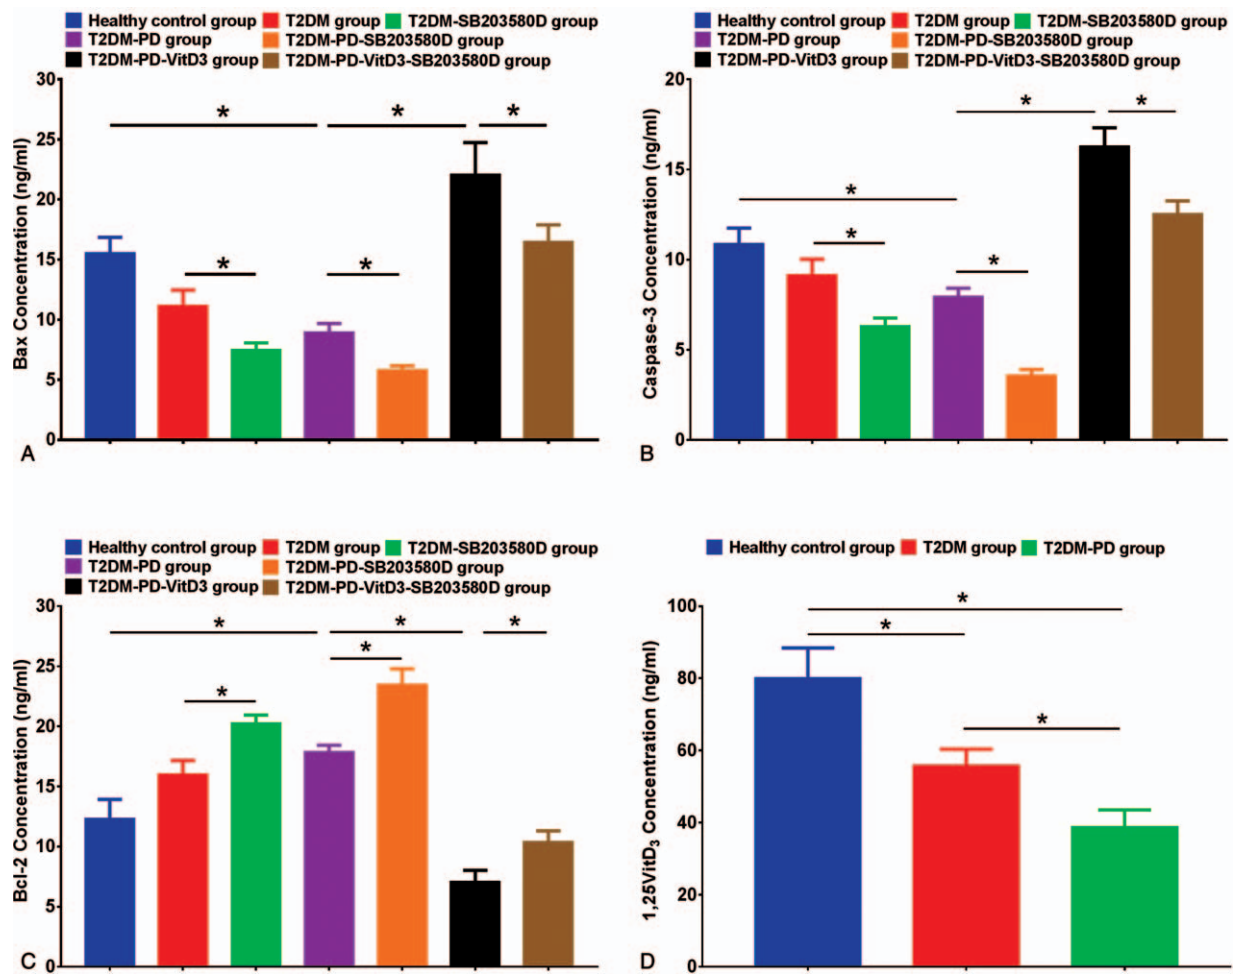 Healthy control group T2DM group T2DM-SB203580D group
T2DM-PD group T2DM-PD-SB203580D group
T2DM-PD-VitD3 group T2DM-PD-VitD3-SB203580D group
Bax Concentration (ng/ml)
30
25
20
15
10
5
0
* * *
* *
A
Healthy control group T2DM group T2DM-SB203580D group
T2DM-PD group T2DM-PD-SB203580D group
T2DM-PD-VitD3 group T2DM-PD-VitD3-SB203580D group
Caspase-3 Concentration (ng/ml)
20
15
10
5
0
* *
*
*
*
B
Healthy control group T2DM group T2DM-SB203580D group
T2DM-PD group T2DM-PD-SB203580D group
T2DM-PD-VitD3 group T2DM-PD-VitD3-SB203580D group
Bcl-2 Concentration (ng/ml)
30
25
20
15
10
5
0
* * *
*
*
C
Healthy control group T2DM group T2DM-PD group
1,25VitD₃ Concentration (ng/ml)
100
80
60
40
20
0
*
*
*
D